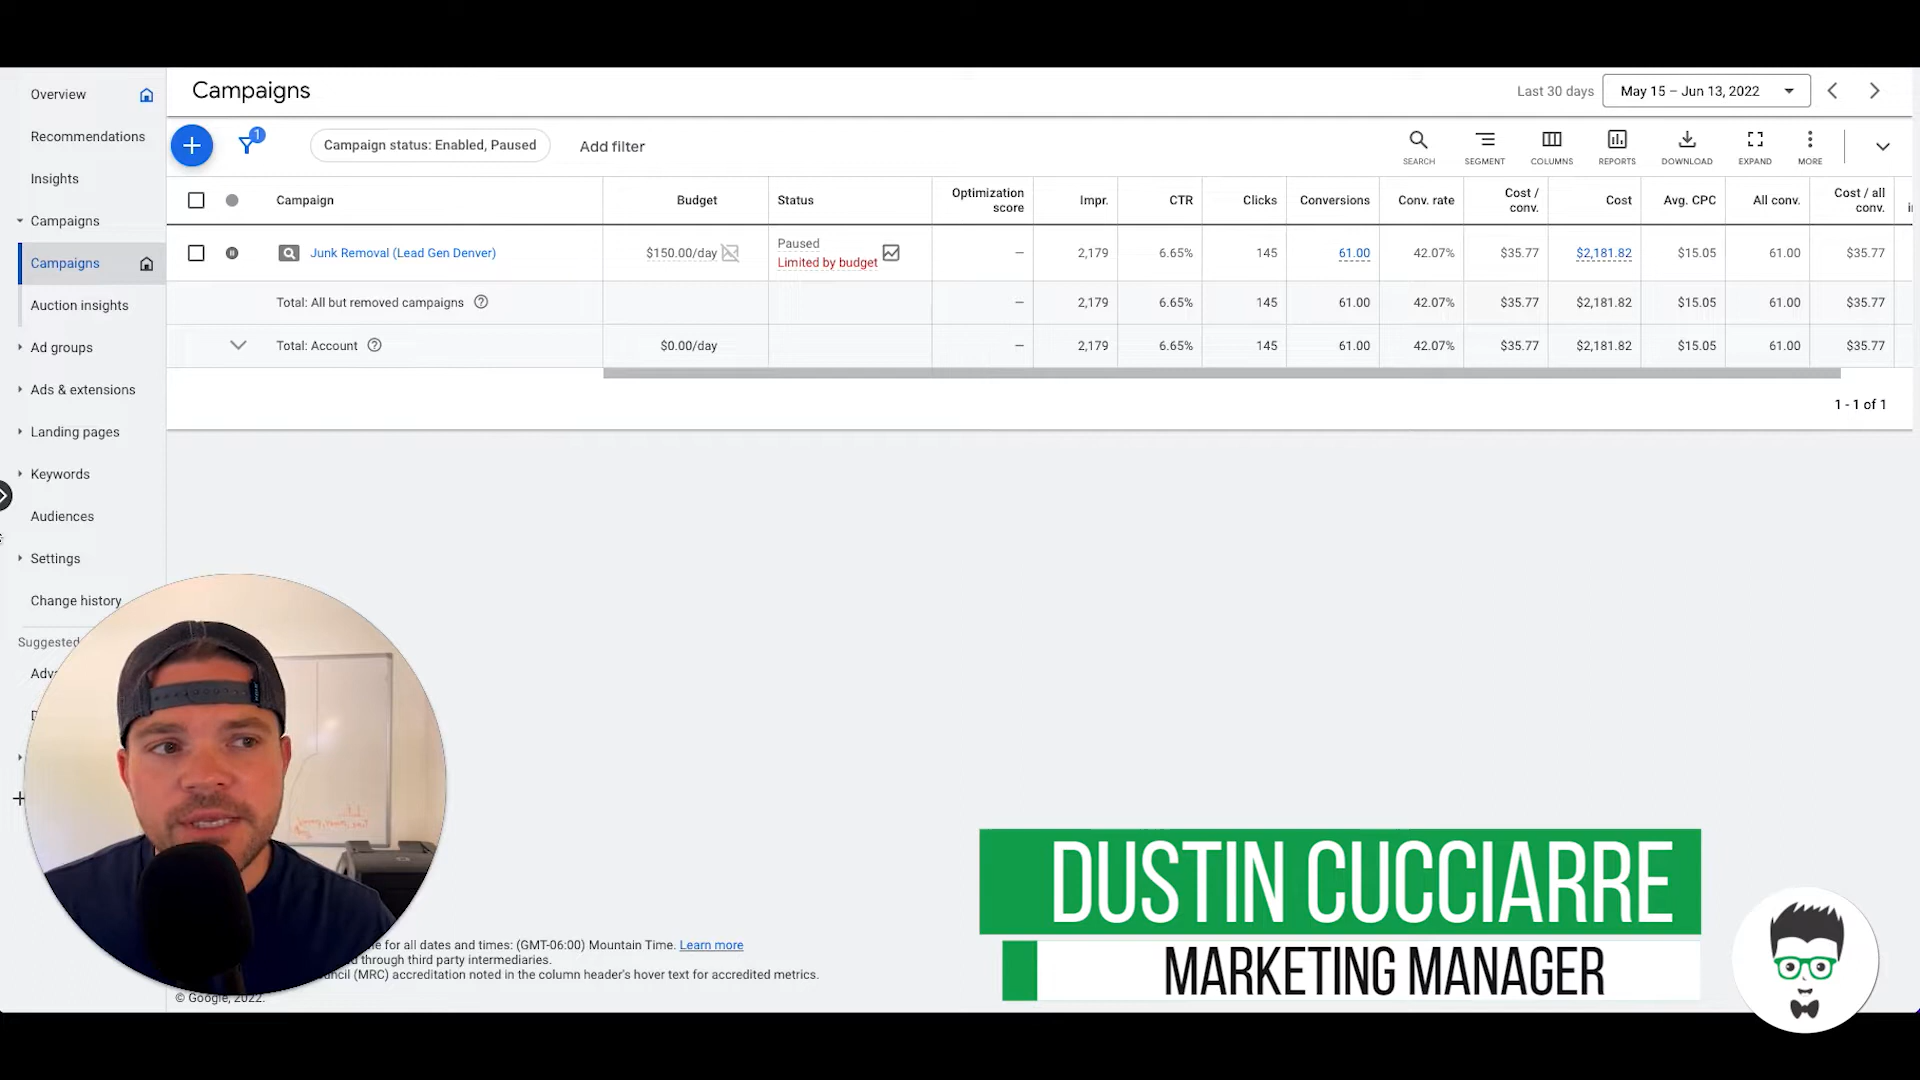 Overview
Campaigns
Last 30 days
May 15 – Jun 13, 2022
Recommendations
1
Campaign status: Enabled, Paused
Add filter
SEARCH
SEGMENT
COLUMNS
REPORTS
DOWNLOAD
EXPAND
MORE
Insights
Campaigns
Campaign
Budget
Status
Optimization score
Impr.
CTR
Clicks
Conversions
Conv. rate
Cost / conv.
Cost
Avg. CPC
All conv.
Cost / all conv.
Campaigns
Junk Removal (Lead Gen Denver)
$150.00/day
Paused
Limited by budget
—
2,179
6.65%
145
61.00
42.07%
$35.77
$2,181.82
$15.05
61.00
$35.77
Auction insights
Total: All but removed campaigns
—
2,179
6.65%
145
61.00
42.07%
$35.77
$2,181.82
$15.05
61.00
$35.77
Ad groups
Total: Account
$0.00/day
—
2,179
6.65%
145
61.00
42.07%
$35.77
$2,181.82
$15.05
61.00
$35.77
Ads & extensions
1 - 1 of 1
Landing pages
Keywords
Audiences
Settings
Change history
Suggested
DUSTIN CUCCIARRE
MARKETING MANAGER
for all dates and times: (GMT-06:00) Mountain Time. Learn more
through third party intermediaries.
(MRC) accreditation noted in the column header's hover text for accredited metrics.
© Google, 2022.